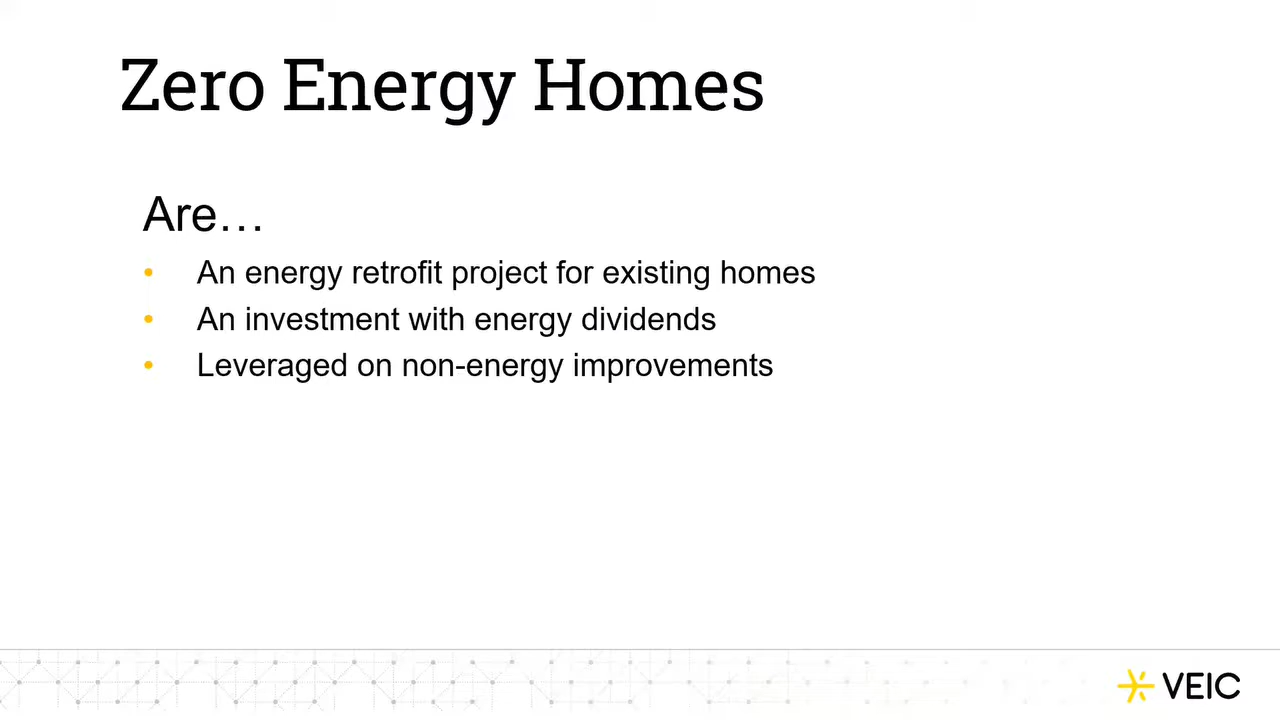 Zero Energy Homes
Are…
• An energy retrofit project for existing homes
• An investment with energy dividends
• Leveraged on non-energy improvements
VEIC